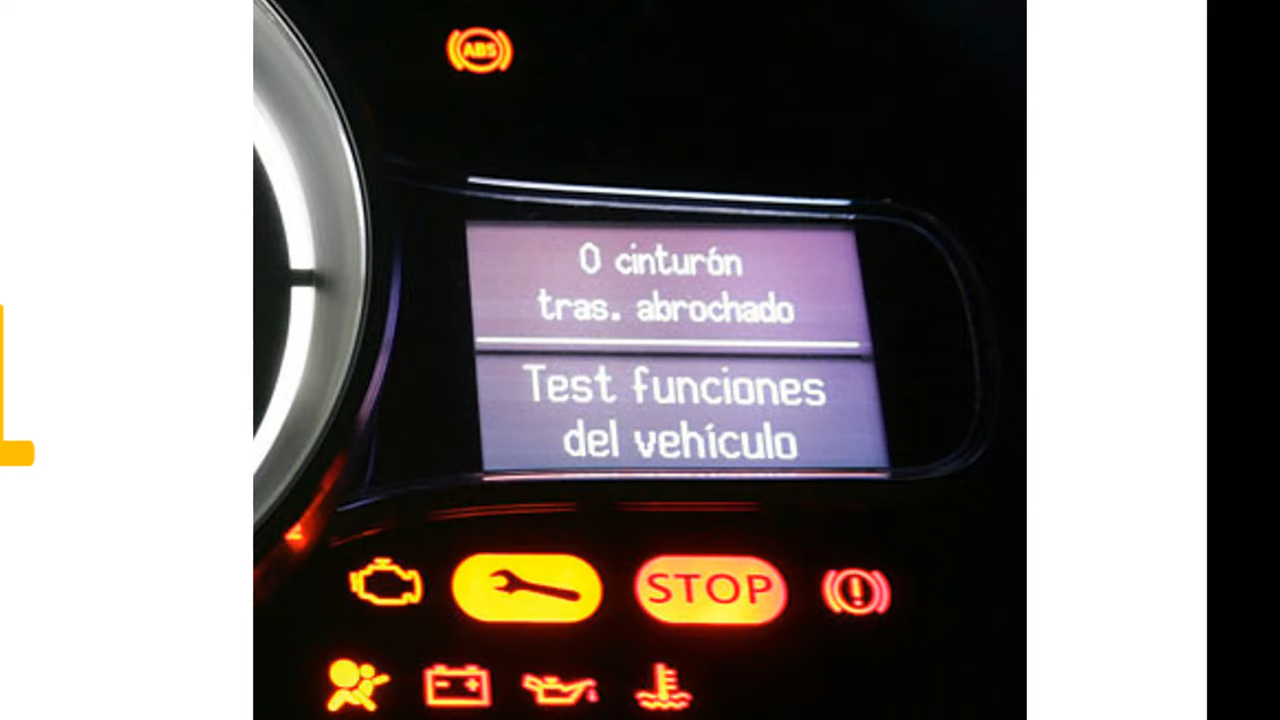 ABS
0 cinturón
tras. abrochado
Test funciones
del vehículo
STOP